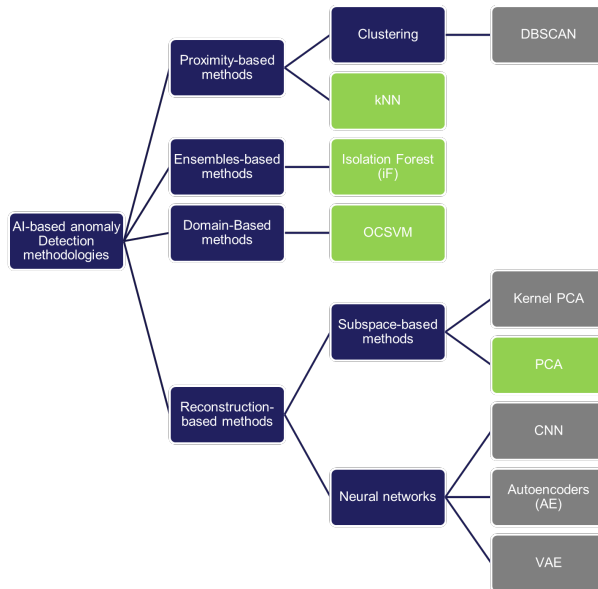 AI-based anomaly
Detection
methodologies
Proximity-based
methods
Clustering
DBSCAN
kNN
Ensembles-based
methods
Isolation Forest
(iF)
Domain-Based
methods
OCSVM
Reconstruction-
based methods
Subspace-based
methods
Kernel PCA
PCA
Neural networks
CNN
Autoencoders
(AE)
VAE